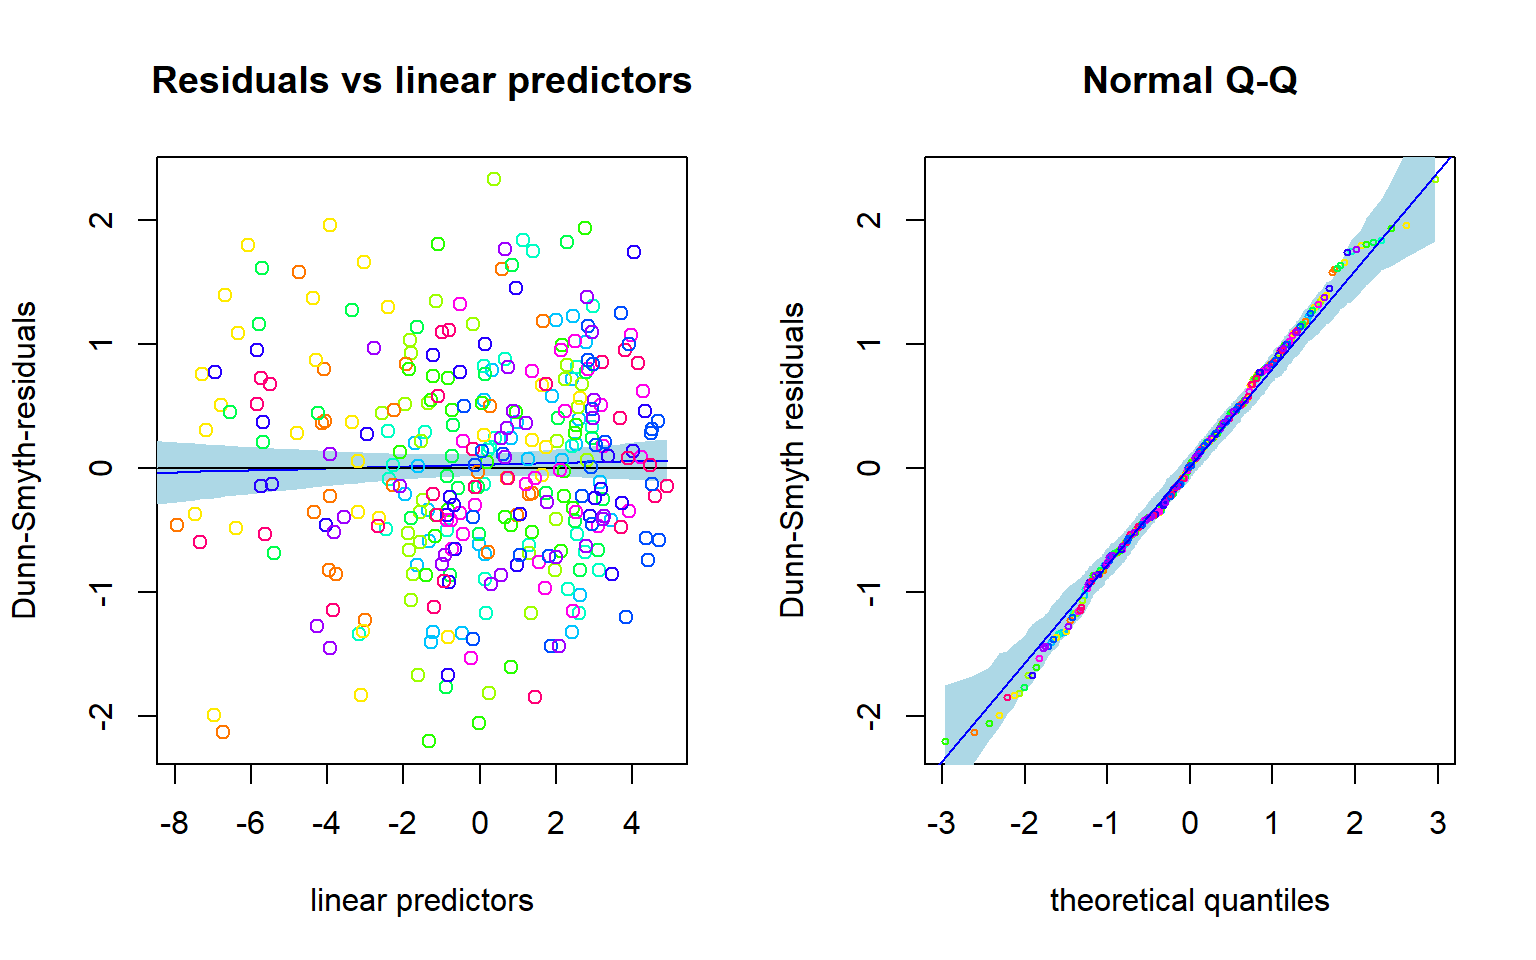 Residuals vs linear predictors
Dunn-Smyth-residuals
2
1
0
-1
-2
-8 -6 -4 -2 0 2 4
linear predictors
Normal Q-Q
Dunn-Smyth residuals
2
1
0
-1
-2
-3 -2 -1 0 1 2 3
theoretical quantiles